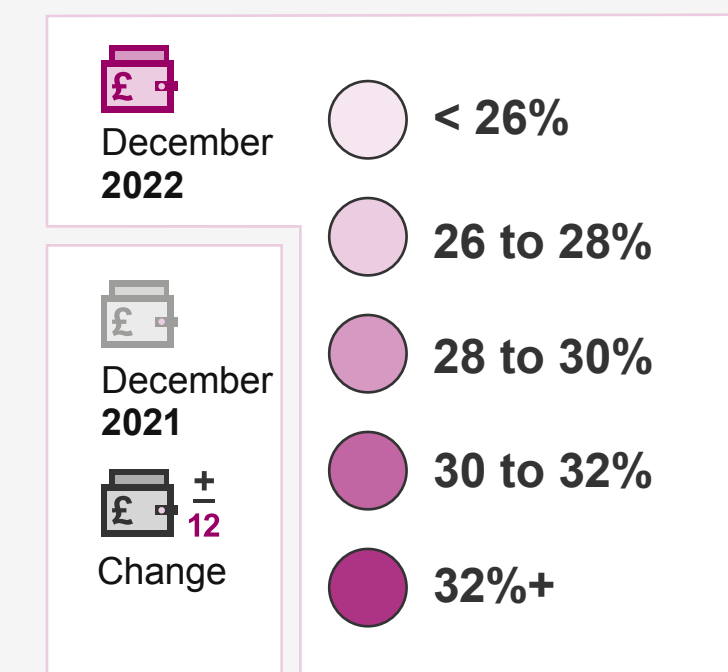 £
December
2022
£
December
2021
£ +
12
Change
< 26%
26 to 28%
28 to 30%
30 to 32%
32%+